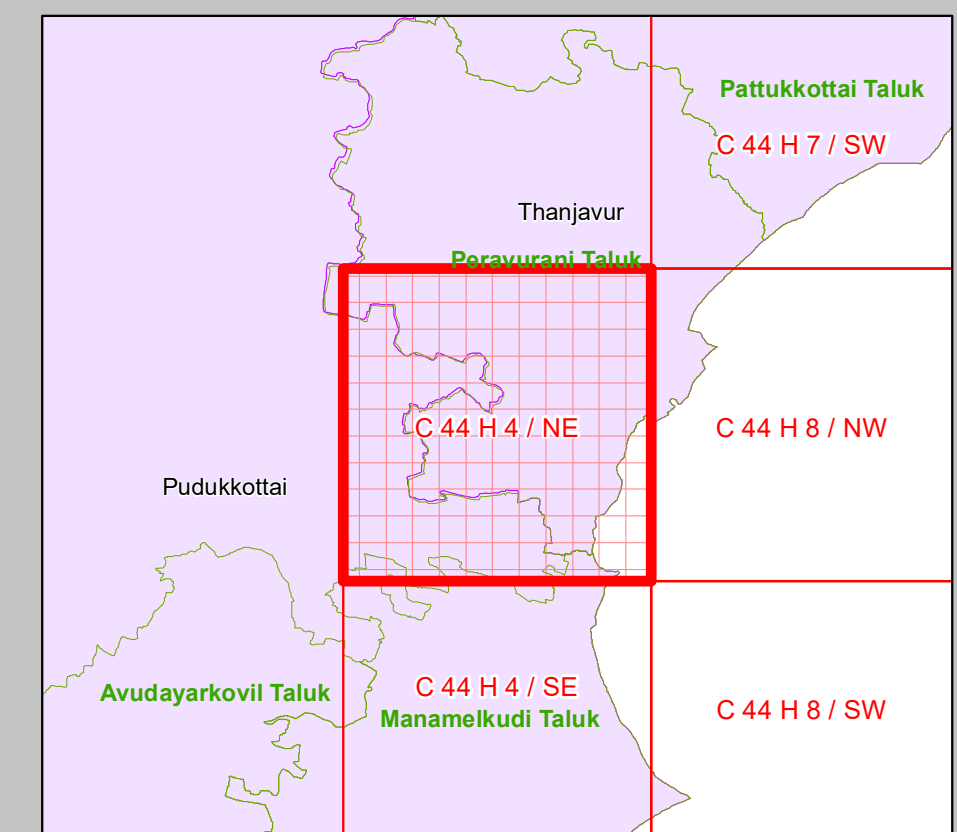 Pattukkottai Taluk
C 44 H 7 / SW
Thanjavur
Peravurani Taluk
C 44 H 4 / NE
C 44 H 8 / NW
Pudukkottai
C 44 H 4 / SE
Avudayarkovil Taluk
Manamelkudi Taluk
C 44 H 8 / SW